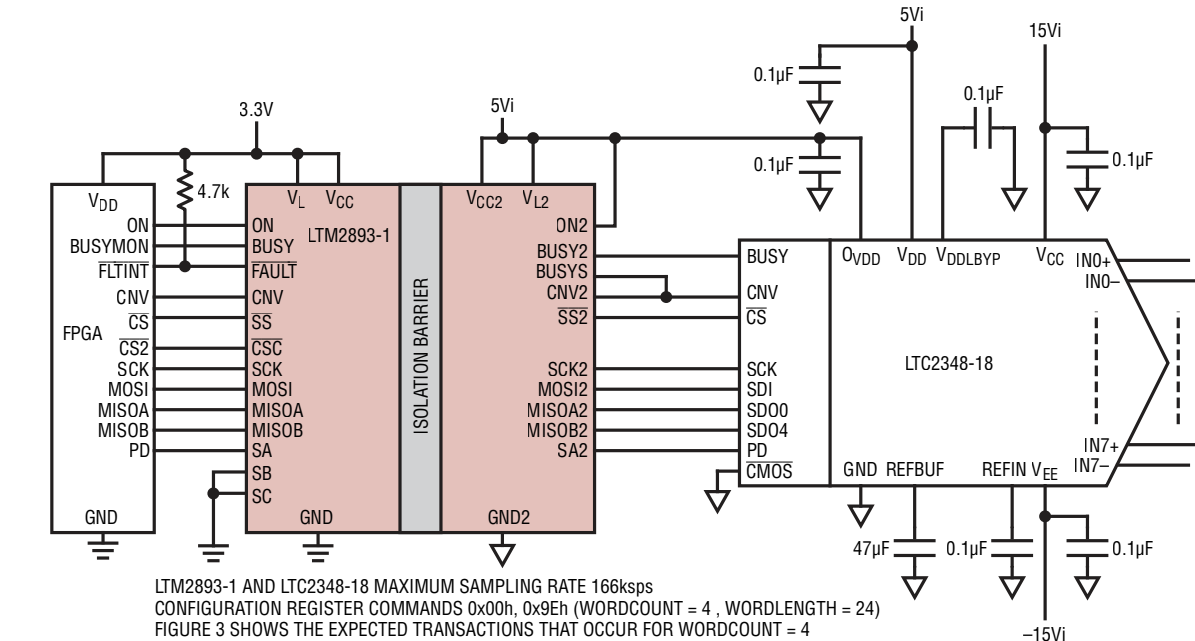 5Vi
15Vi
0.1µF
0.1µF
3.3V
5Vi
0.1µF
0.1µF
4.7k
VDD
VL
VCC
VCC2
VL2
ON
ON
LTM2893-1
ON2
BUSYMON
BUSY
BUSY2
BUSY
OVDD
VDD
VDDLBYP
VCC
IN0+
FLTINT
FAULT
BUSYS
IN0–
CNV
CNV
CNV2
CNV
CS
SS
SS2
CS
FPGA
ISOLATION BARRIER
CS2
CSC
LTC2348-18
SCK
SCK
SCK2
SCK
MOSI
MOSI
MOSI2
SDI
MISOA
MISOA
MISOA2
SDO0
MISOB
MISOB
MISOB2
SDO4
PD
SA
SA2
PD
IN7+
SB
CMOS
GND
REFBUF
REFIN
VEE
IN7–
SC
GND
GND
GND2
47µF
0.1µF
0.1µF
LTM2893-1 AND LTC2348-18 MAXIMUM SAMPLING RATE 166ksps
CONFIGURATION REGISTER COMMANDS 0x00h, 0x9Eh (WORDCOUNT = 4 , WORDLENGTH = 24)
FIGURE 3 SHOWS THE EXPECTED TRANSACTIONS THAT OCCUR FOR WORDCOUNT = 4
–15Vi